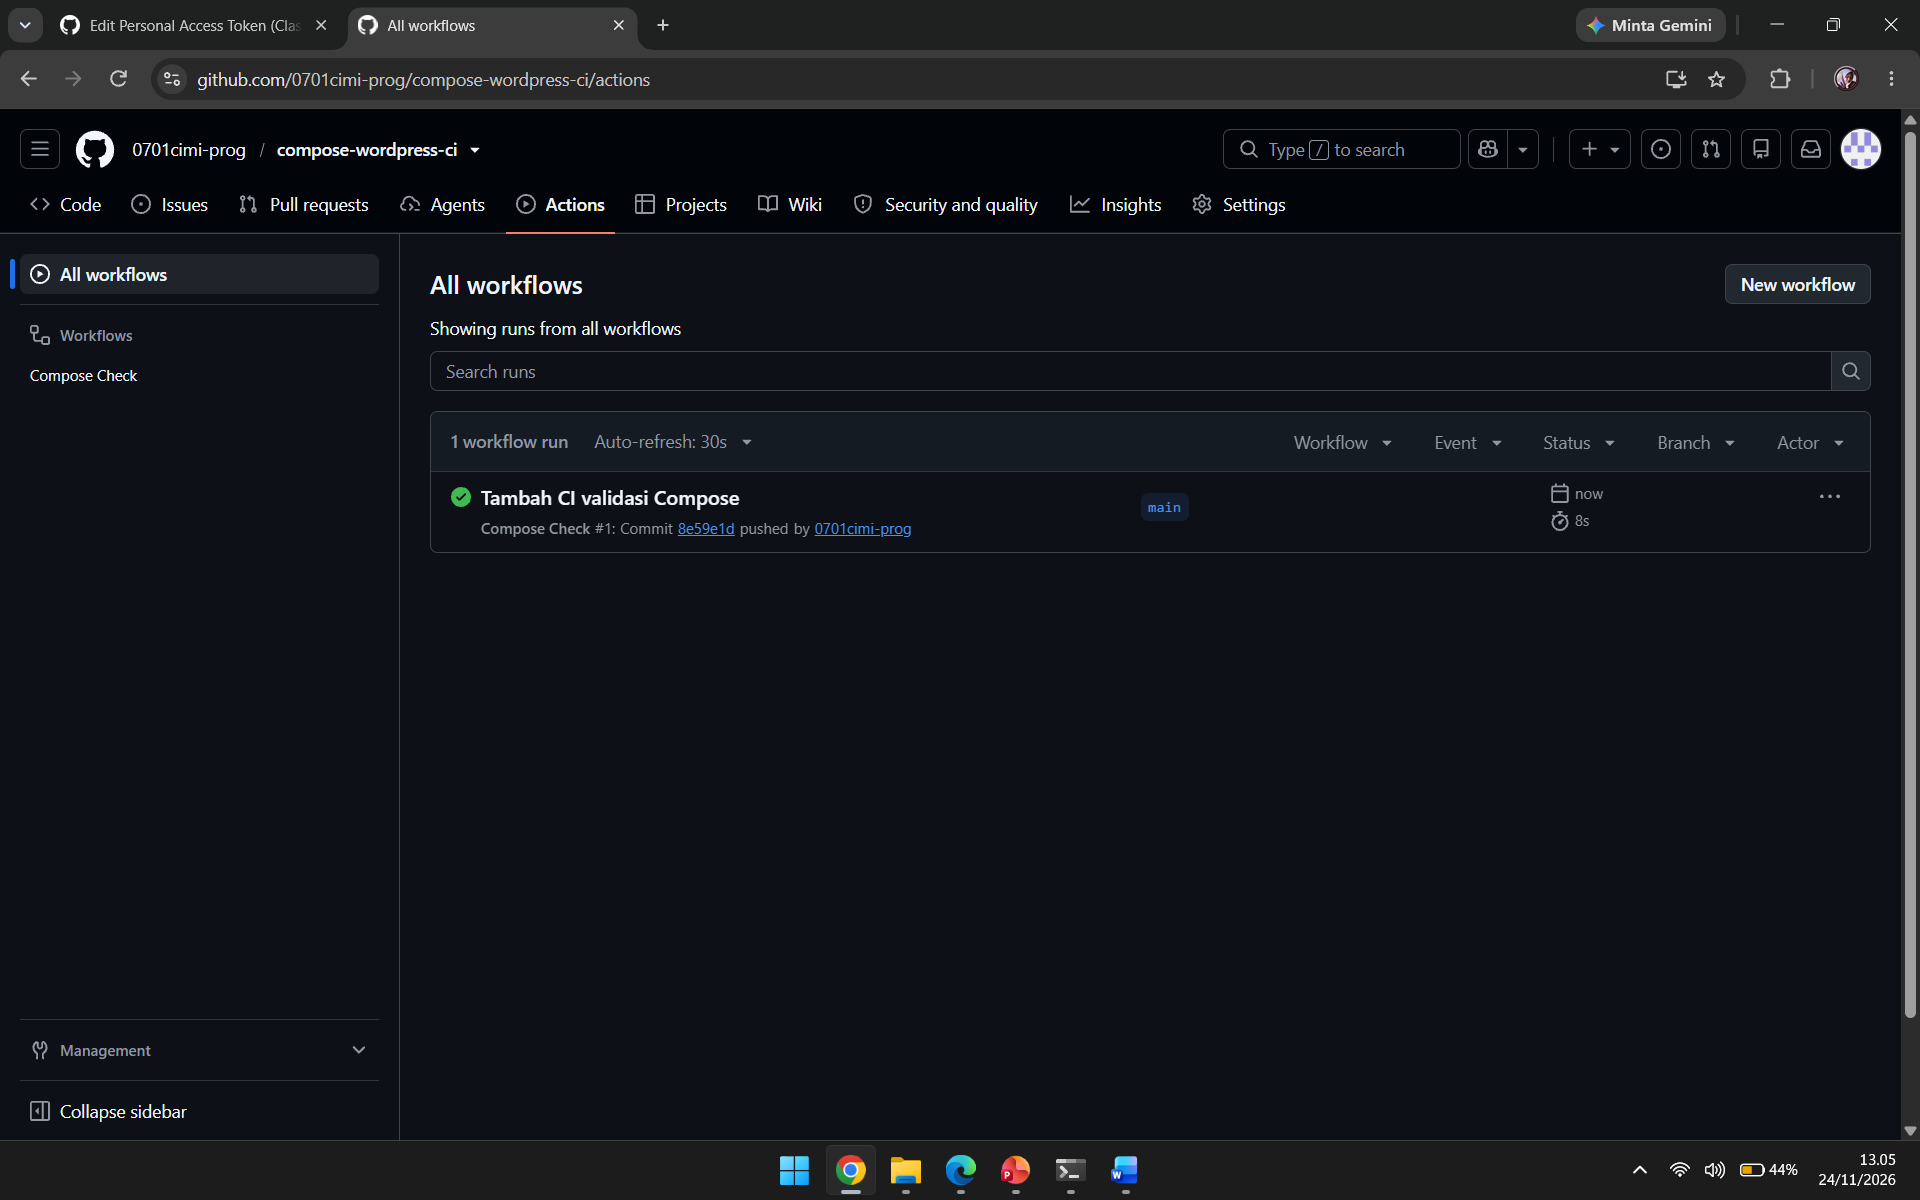 Edit Personal Access Token (Clas
All workflows
Minta Gemini
github.com/0701cimi-prog/compose-wordpress-ci/actions
0701cimi-prog / compose-wordpress-ci
Type / to search
Code
Issues
Pull requests
Agents
Actions
Projects
Wiki
Security and quality
Insights
Settings
All workflows
Workflows
Compose Check
All workflows
New workflow
Showing runs from all workflows
Search runs
1 workflow run
Auto-refresh: 30s
Workflow
Event
Status
Branch
Actor
Tambah CI validasi Compose
Compose Check #1: Commit 8e59e1d pushed by 0701cimi-prog
main
now
8s
Management
Collapse sidebar
44%
13.05
24/11/2026